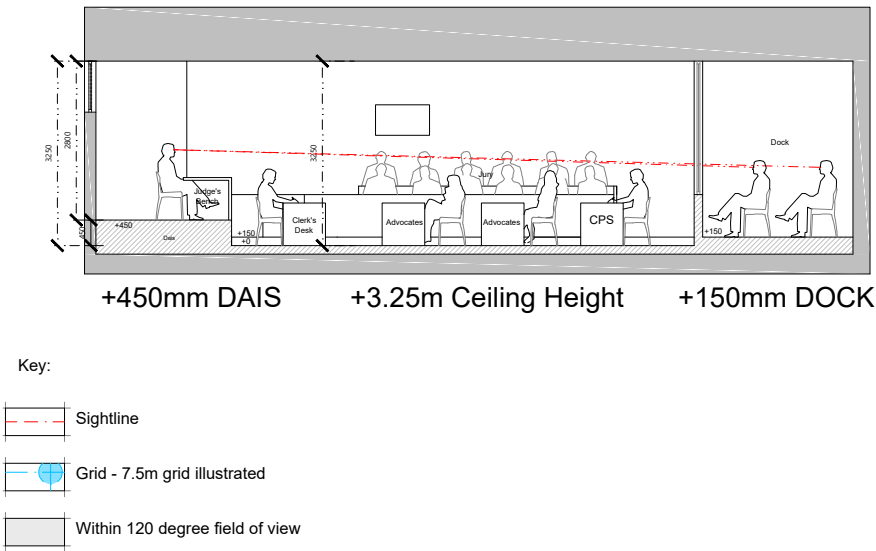 Dock
3250
2800
3250
Jury
Judge's
Bench
Clerk's
Desk
Advocates
Advocates
CPS
+450
450
Dais
+150
+0
+150
+450mm DAIS
+3.25m Ceiling Height
+150mm DOCK
Key:
Sightline
Grid - 7.5m grid illustrated
Within 120 degree field of view